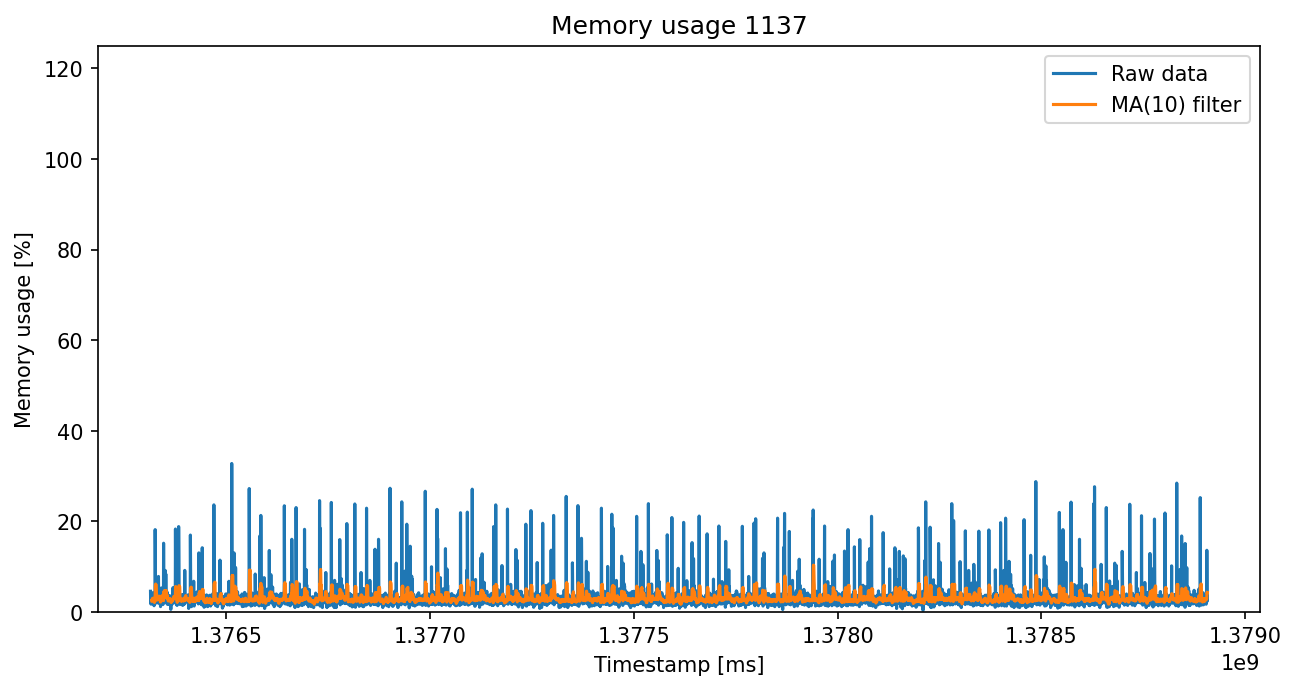 Memory usage 1137
Raw data
MA(10) filter
Memory usage [%]
120
100
80
60
40
20
0
1.3765 1.3770 1.3775 1.3780 1.3785 1.3790
1e9
Timestamp [ms]